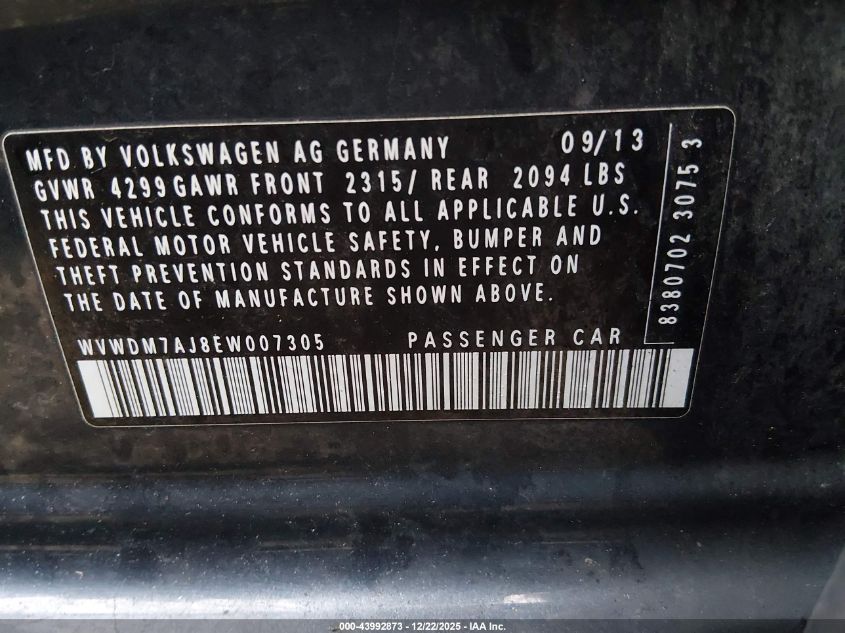 MFD BY VOLKSWAGEN AG GERMANY 09/13
GVWR 4299GAWR FRONT 2315/ REAR 2094 LBS
THIS VEHICLE CONFORMS TO ALL APPLICABLE U.S.
FEDERAL MOTOR VEHICLE SAFETY, BUMPER AND
THEFT PREVENTION STANDARDS IN EFFECT ON
THE DATE OF MANUFACTURE SHOWN ABOVE.
WVWDM7AJ8EW007305 PASSENGER CAR
8380702 3075 3
000-43992873 - 12/22/2025 - IAA Inc.